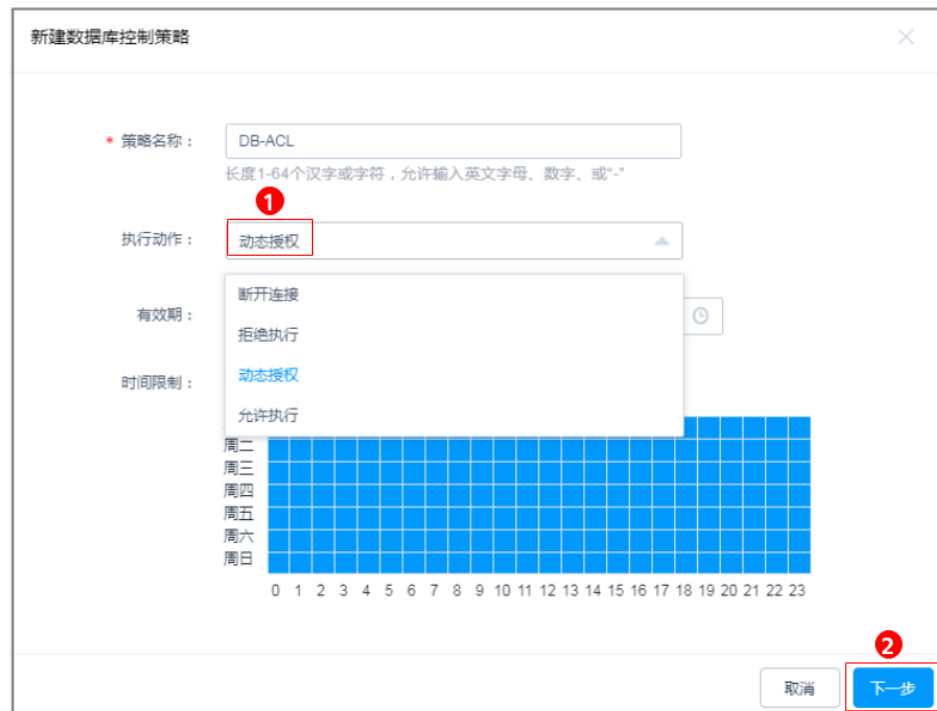 新建数据库控制策略
* 策略名称： DB-ACL
长度1-64个汉字或字符，允许输入英文字母、数字、或"-"
1
执行动作： 动态授权
断开连接
有效期：
拒绝执行
动态授权
时间限制：
允许执行
周二
周三
周四
周五
周六
周日
0 1 2 3 4 5 6 7 8 9 10 11 12 13 14 15 16 17 18 19 20 21 22 23
2
取消 下一步